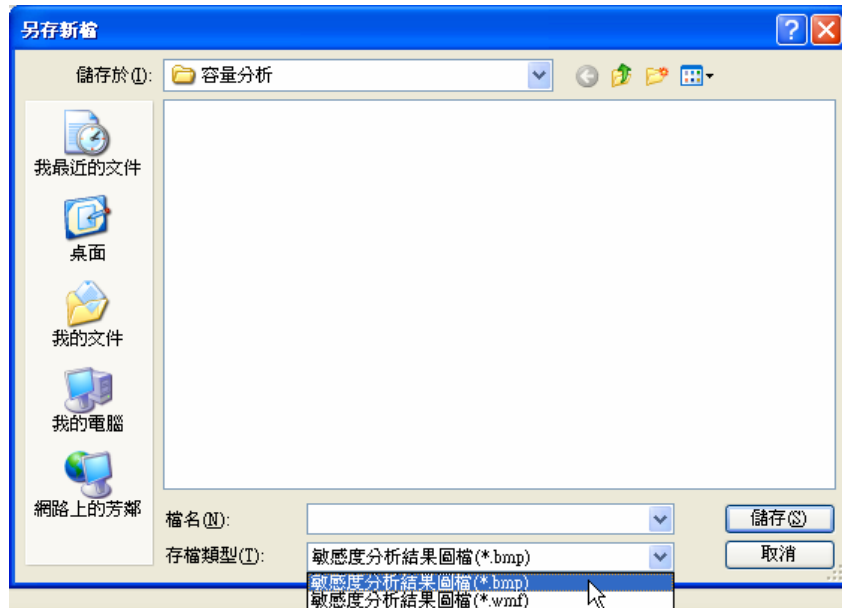 另存新檔
儲存於(I):
容量分析
我最近的文件
桌面
我的文件
我的電腦
網路上的芳鄰
檔名(N):
儲存(S)
存檔類型(T):
敏感度分析結果圖檔(*.bmp)
取消
敏感度分析結果圖檔(*.bmp)
敏感度分析結果圖檔(*.wmf)